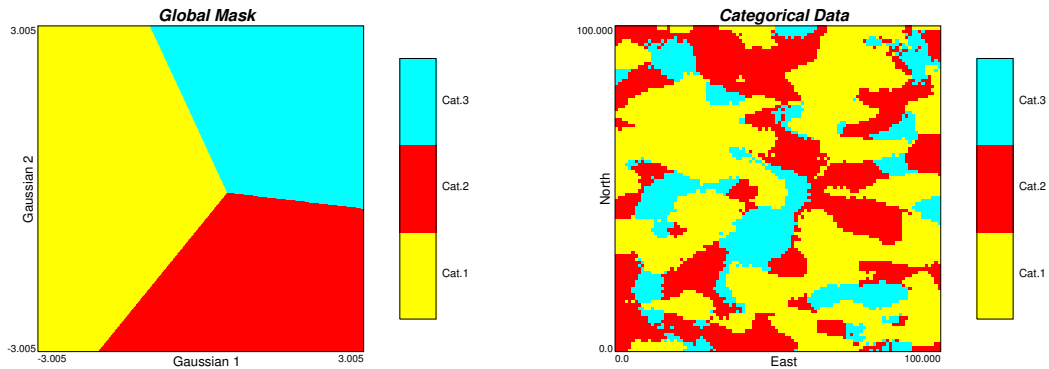 Global Mask
3.005
Gaussian 2
-3.005
-3.005
Gaussian 1
3.005
Cat.3
Cat.2
Cat.1
Categorical Data
100.000
North
0.0
0.0
East
100.000
Cat.3
Cat.2
Cat.1